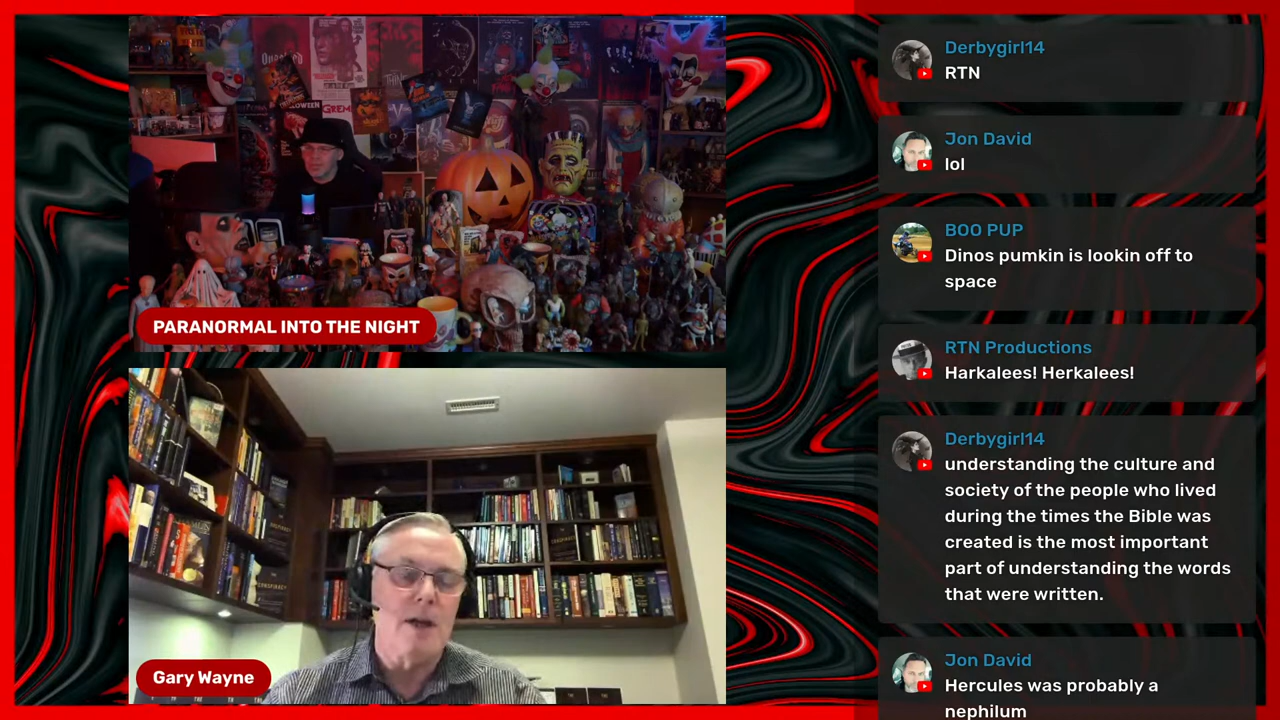 PARANORMAL INTO THE NIGHT
Gary Wayne
Derbygirl14
RTN
Jon David
lol
BOO PUP
Dinos pumkin is lookin off to
space
RTN Productions
Harkalees! Herkalees!
Derbygirl14
understanding the culture and
society of the people who lived
during the times the Bible was
created is the most important
part of understanding the words
that were written.
Jon David
Hercules was probably a
nephilum